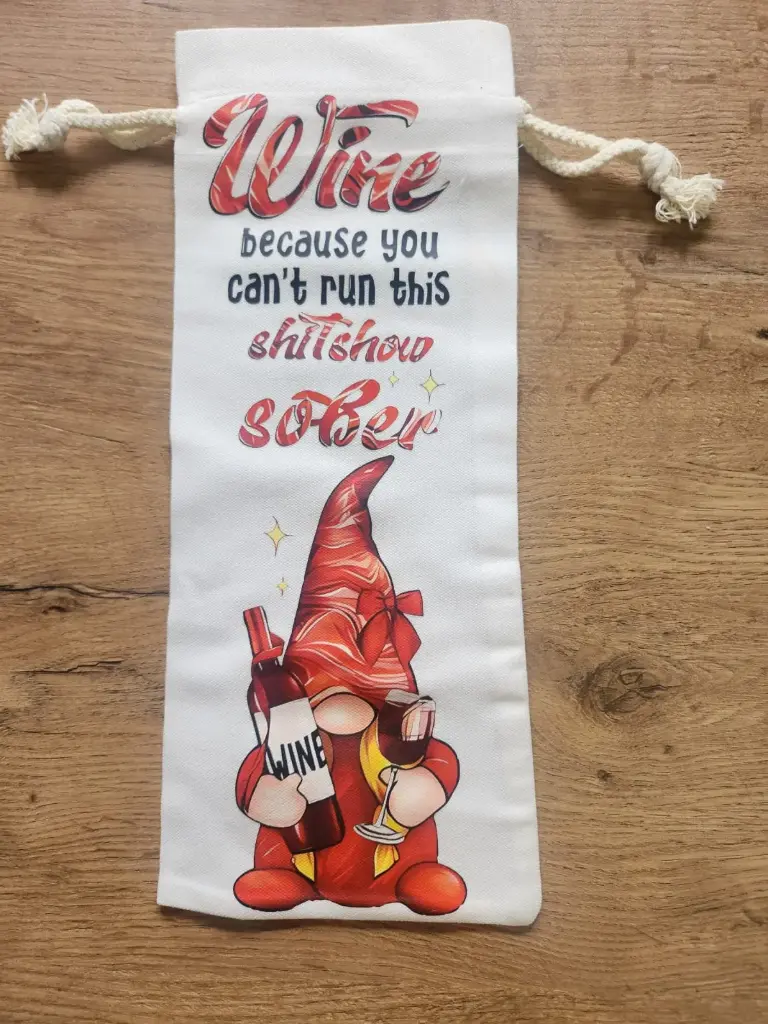 Wine
because you
can't run this
shitshow
sober
WINE